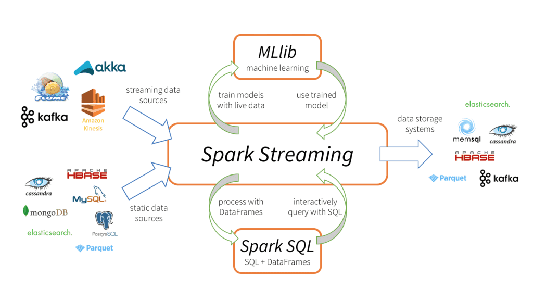 MLlib
machine learning
akka
streaming data
sources
train models
with live data
use trained
model
kafka
Amazon
Kinesis
data storage
systems
elasticsearch.
memsql
cassandra
Spark Streaming
APACHE
HBASE
Parquet
kafka
APACHE
HBASE
cassandra
MySQL
mongoDB
PostgreSQL
elasticsearch.
Parquet
static data
sources
process with
DataFrames
interactively
query with SQL
Spark SQL
SQL + DataFrames